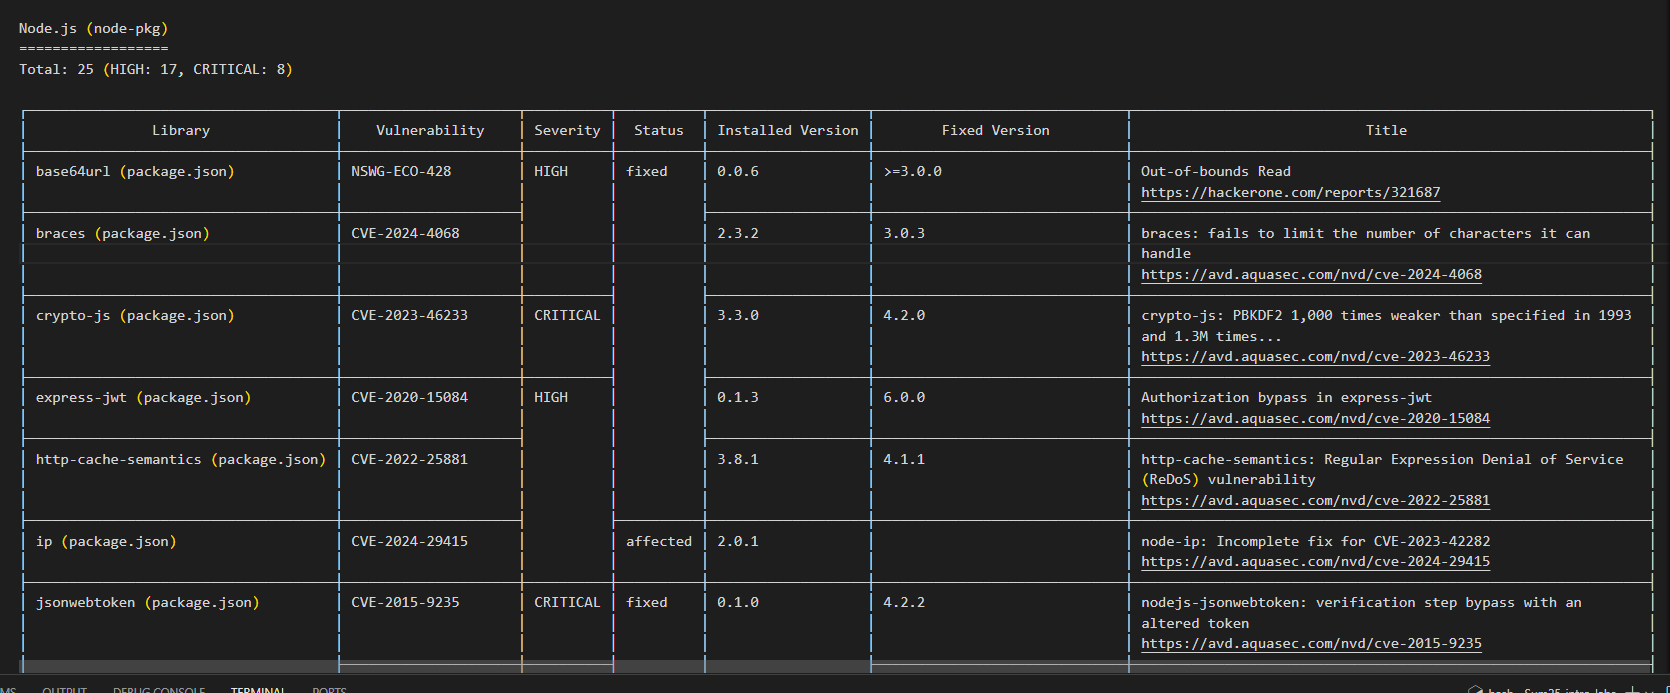 Node.js (node-pkg)
==================
Total: 25 (HIGH: 17, CRITICAL: 8)
Library Vulnerability Severity Status Installed Version Fixed Version Title
base64url (package.json) NSWG-ECO-428 HIGH fixed 0.0.6 >=3.0.0 Out-of-bounds Read
https://hackerone.com/reports/321687
braces (package.json) CVE-2024-4068 2.3.2 3.0.3 braces: fails to limit the number of characters it can
handle
https://avd.aquasec.com/nvd/cve-2024-4068
crypto-js (package.json) CVE-2023-46233 CRITICAL 3.3.0 4.2.0 crypto-js: PBKDF2 1,000 times weaker than specified in 1993
and 1.3M times...
https://avd.aquasec.com/nvd/cve-2023-46233
express-jwt (package.json) CVE-2020-15084 HIGH 0.1.3 6.0.0 Authorization bypass in express-jwt
https://avd.aquasec.com/nvd/cve-2020-15084
http-cache-semantics (package.json) CVE-2022-25881 3.8.1 4.1.1 http-cache-semantics: Regular Expression Denial of Service
(ReDoS) vulnerability
https://avd.aquasec.com/nvd/cve-2022-25881
ip (package.json) CVE-2024-29415 affected 2.0.1 node-ip: Incomplete fix for CVE-2023-42282
https://avd.aquasec.com/nvd/cve-2024-29415
jsonwebtoken (package.json) CVE-2015-9235 CRITICAL fixed 0.1.0 4.2.2 nodejs-jsonwebtoken: verification step bypass with an
altered token
https://avd.aquasec.com/nvd/cve-2015-9235
OUTPUT DEBUG CONSOLE TERMINAL PORTS